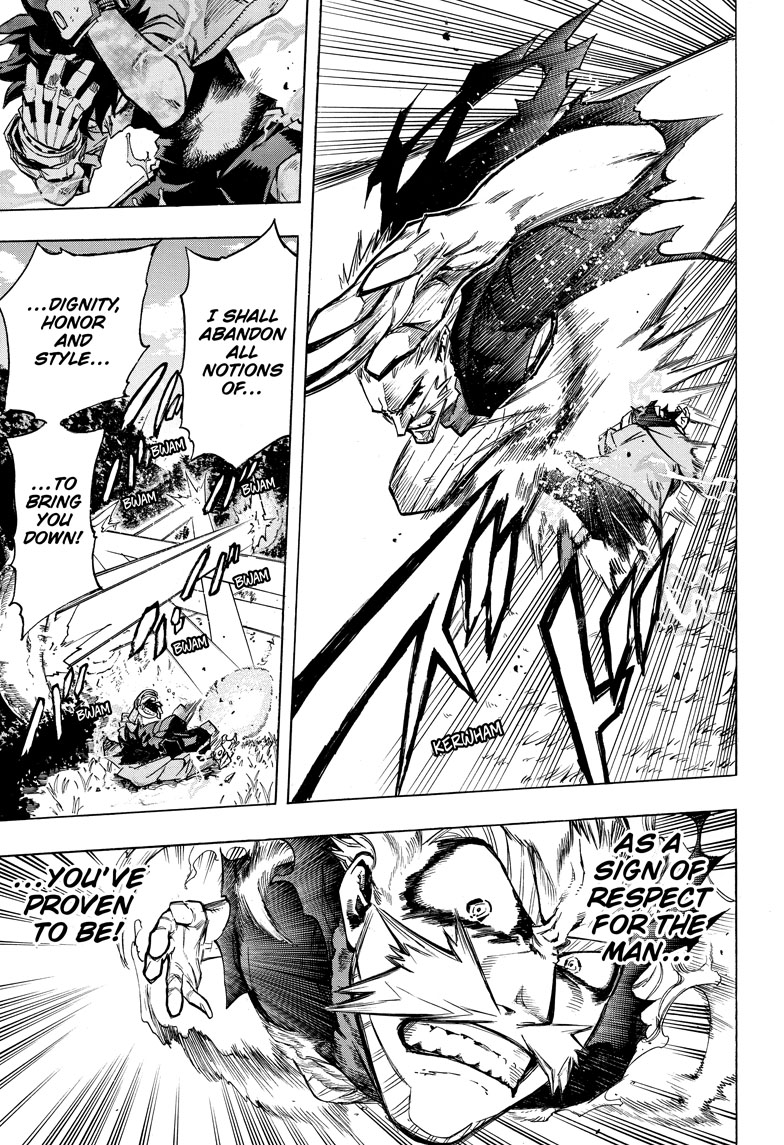 KERWHAM
I SHALL
ABANDON
ALL
NOTIONS
OF...
...DIGNITY,
HONOR
AND
STYLE...
...TO
BRING
YOU
DOWN!
BWAM
BWAM
BWAM
BWAM
BWAM
BWAM
AS A
SIGN OF
RESPECT
FOR THE
MAN...
...YOU'VE
PROVEN
TO BE!